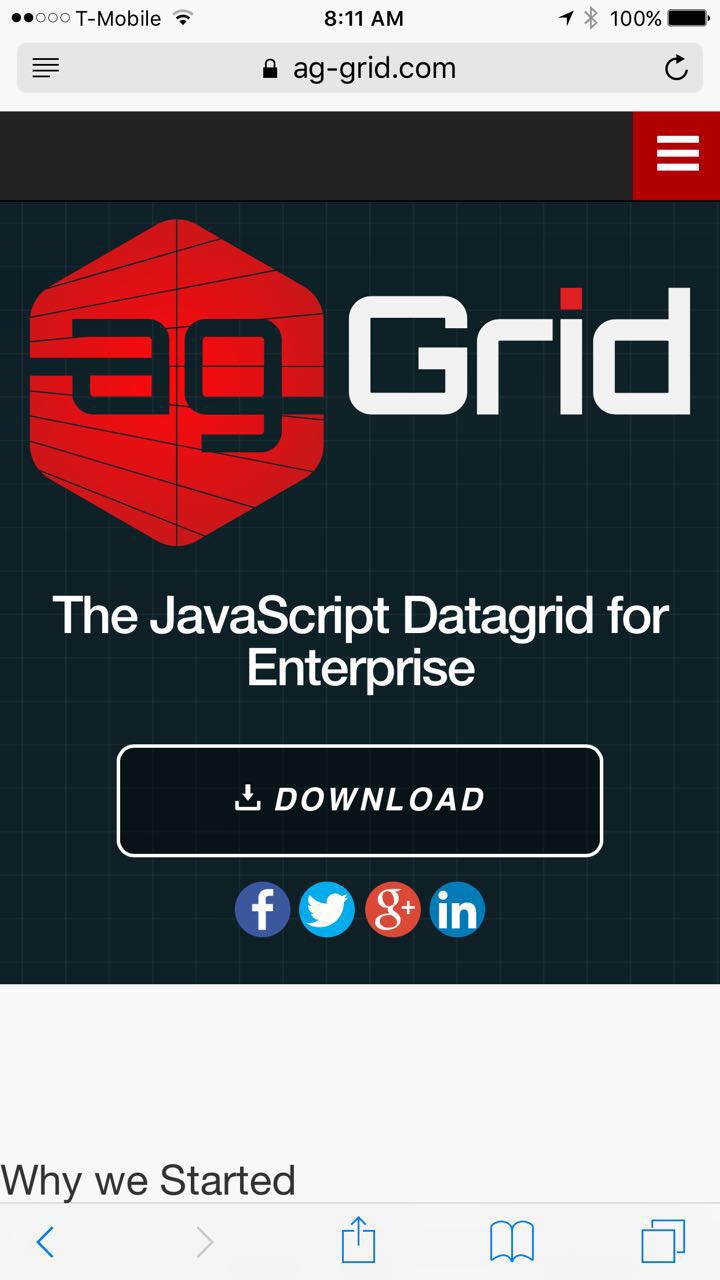 T-Mobile 8:11 AM 100%
ag-grid.com
ag Grid
The JavaScript Datagrid for
Enterprise
DOWNLOAD
f g+ in
Why we Started